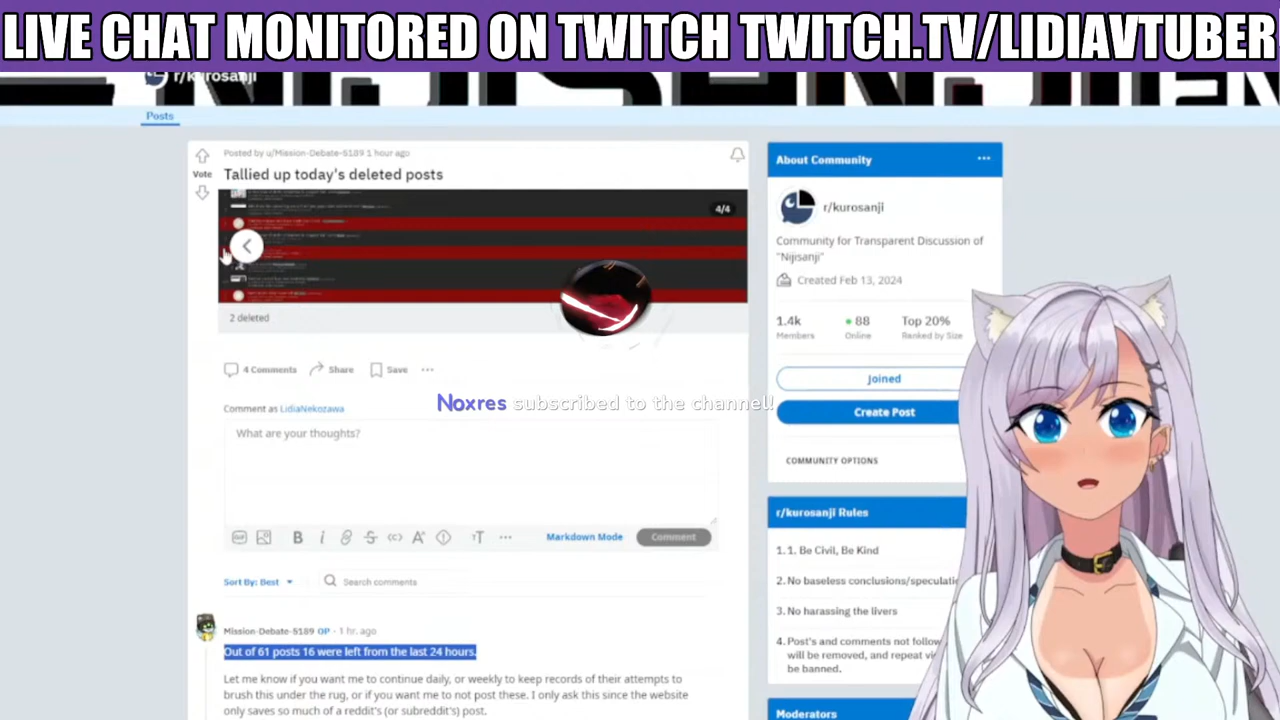 LIVE CHAT MONITORED ON TWITCH TWITCH.TV/LIDIAVTUBER
r/kurosanji
Posts
Posted by u/Mission-Debate-5189 1 hour ago
Vote
Tallied up today's deleted posts
4/4
2 deleted
4 Comments Share Save
Noxres subscribed to the channel!
Comment as LidiaNekozawa
What are your thoughts?
Markdown Mode Comment
Sort By: Best Search comments
Mission-Debate-5189 OP · 1 hr. ago
Out of 61 posts 16 were left from the last 24 hours.
Let me know if you want me to continue daily, or weekly to keep records of their attempts to
brush this under the rug, or if you want me to not post these. I only ask this since the website
only saves so much of a reddit's (or subreddit's) post.
About Community
r/kurosanji
Community for Transparent Discussion of
"Nijisanji"
Created Feb 13, 2024
1.4k 88 Top 20%
Members Online Ranked by Size
Joined
Create Post
COMMUNITY OPTIONS
r/kurosanji Rules
1. 1. Be Civil, Be Kind
2. No baseless conclusions/speculati
3. No harassing the livers
4. Post's and comments not follow
will be removed, and repeat vi
be banned.
Moderators